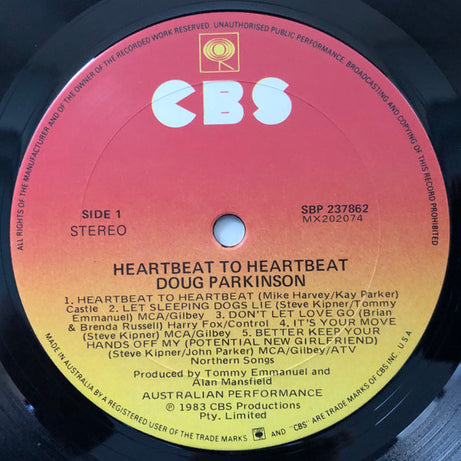 ALL RIGHTS OF THE MANUFACTURER AND OF THE OWNER OF THE RECORDED WORK RESERVED. UNAUTHORISED PUBLIC PERFORMANCE, BROADCASTING AND COPYING OF THIS RECORD PROHIBITED
CBS
SIDE 1
STEREO
SBP 237862
MX202074
HEARTBEAT TO HEARTBEAT
DOUG PARKINSON
1. HEARTBEAT TO HEARTBEAT (Mike Harvey/Kay Parker)
Castle 2. LET SLEEPING DOGS LIE (Steve Kipner/Tommy
Emmanuel) MCA/Gilbey 3. DON'T LET LOVE GO (Brian
& Brenda Russell) Harry Fox/Control 4. IT'S YOUR MOVE
(Steve Kipner) MCA/Gilbey 5. BETTER KEEP YOUR
HANDS OFF MY (POTENTIAL NEW GIRLFRIEND)
(Steve Kipner/John Parker) MCA/Gilbey/ATV
Northern Songs
Produced by Tommy Emmanuel and
Alan Mansfield
AUSTRALIAN PERFORMANCE
℗ 1983 CBS Productions
Pty. Limited
MADE IN AUSTRALIA BY A REGISTERED USER OF THE TRADE MARKS AND "CBS" ARE TRADE MARKS OF CBS INC. U.S.A.